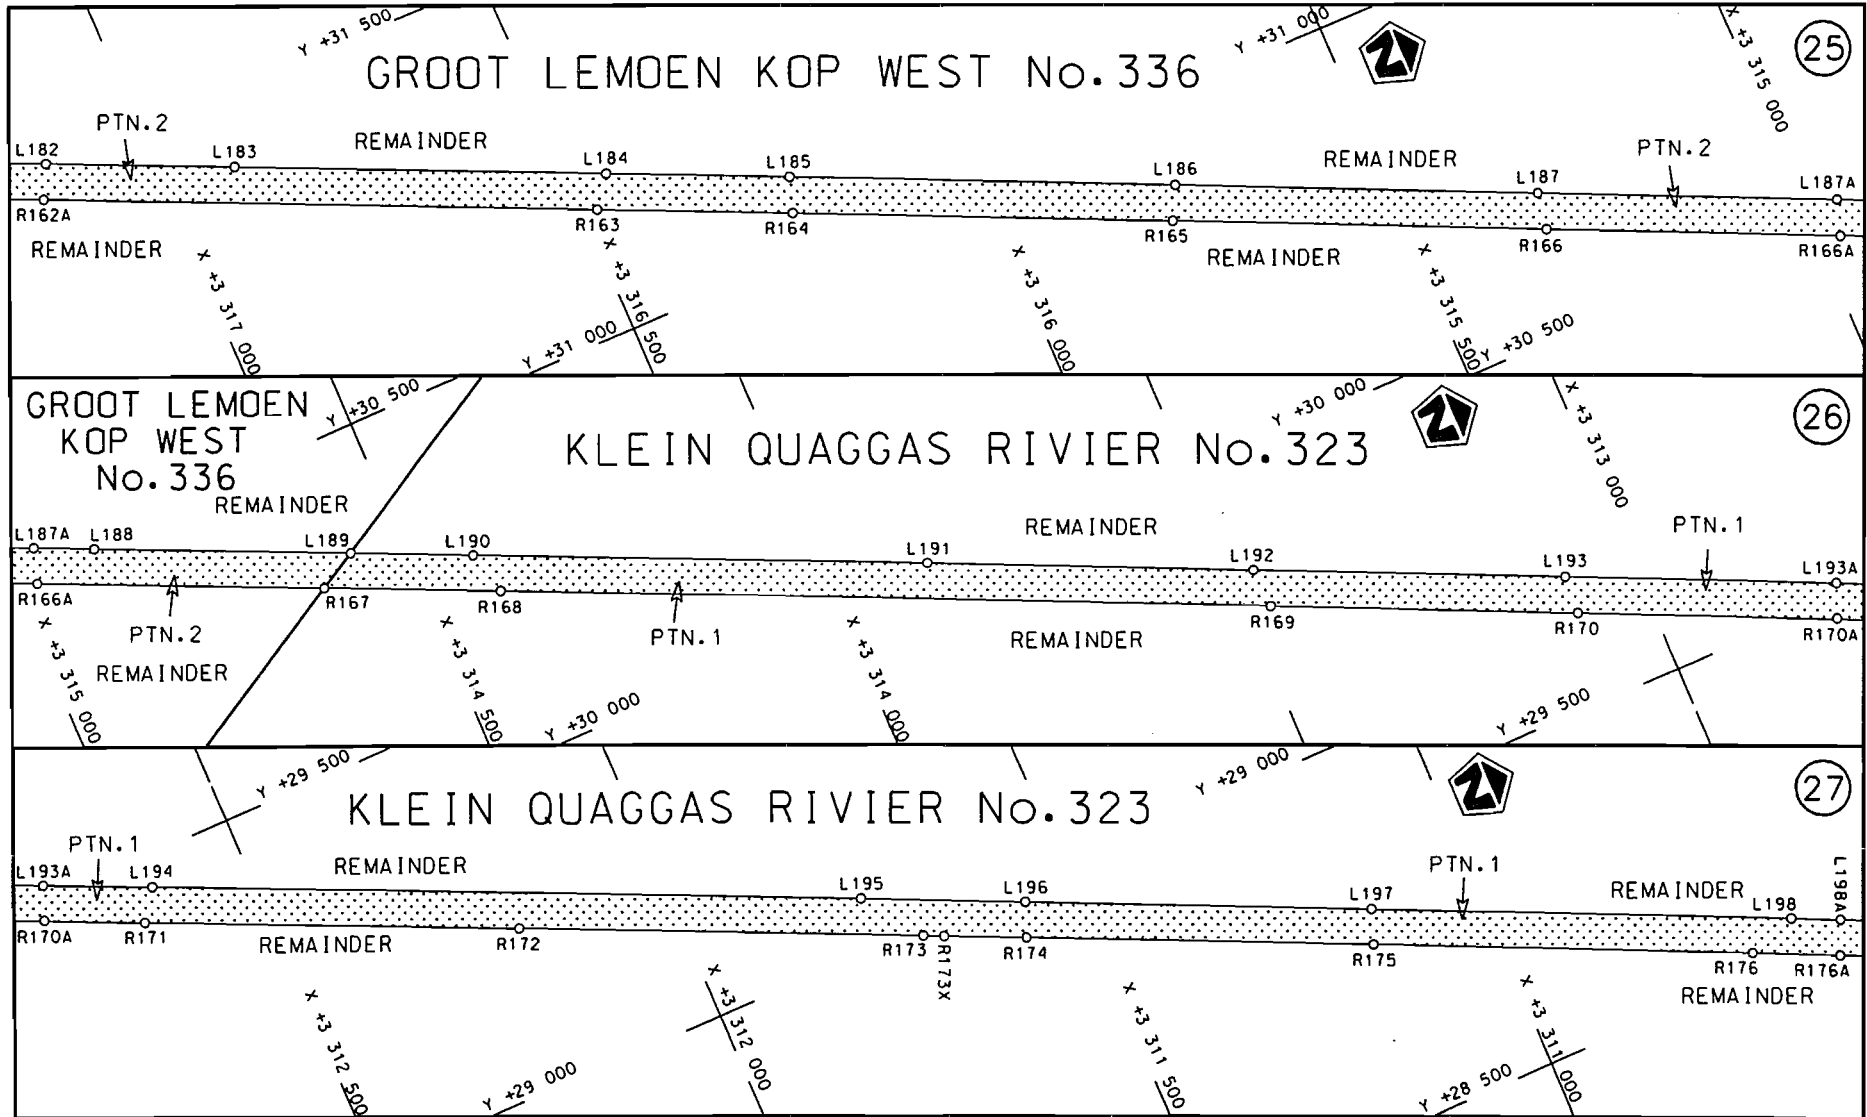 Y +31 500
Y +31 000
X +3 315 000
25
GROOT LEMOEN KOP WEST No.336
PTN.2
REMAINDER
REMAINDER
PTN.2
L182
L183
L184
L185
L186
L187
L187A
R162A
R163
R164
R165
R166
R166A
REMAINDER
REMAINDER
X +3 317 000
Y +31 000
X +3 316 500
X +3 316 000
X +3 315 500
Y +30 500
GROOT LEMOEN
KOP WEST
No.336
Y +30 500
Y +30 000
X +3 313 000
26
KLEIN QUAGGAS RIVIER No.323
REMAINDER
REMAINDER
PTN.1
L187A
L188
L189
L190
L191
L192
L193
L193A
R166A
R167
R168
R169
R170
R170A
PTN.2
PTN.1
REMAINDER
REMAINDER
X +3 315 000
X +3 314 500
Y +30 000
X +3 314 000
Y +29 500
Y +29 500
Y +29 000
27
KLEIN QUAGGAS RIVIER No.323
PTN.1
REMAINDER
PTN.1
REMAINDER
L193A
L194
L195
L196
L197
L198
L198A
R170A
R171
R172
R173
R173X
R174
R175
R176
R176A
REMAINDER
REMAINDER
X +3 312 500
Y +29 000
X +3 312 000
X +3 311 500
Y +28 500
X +3 311 000